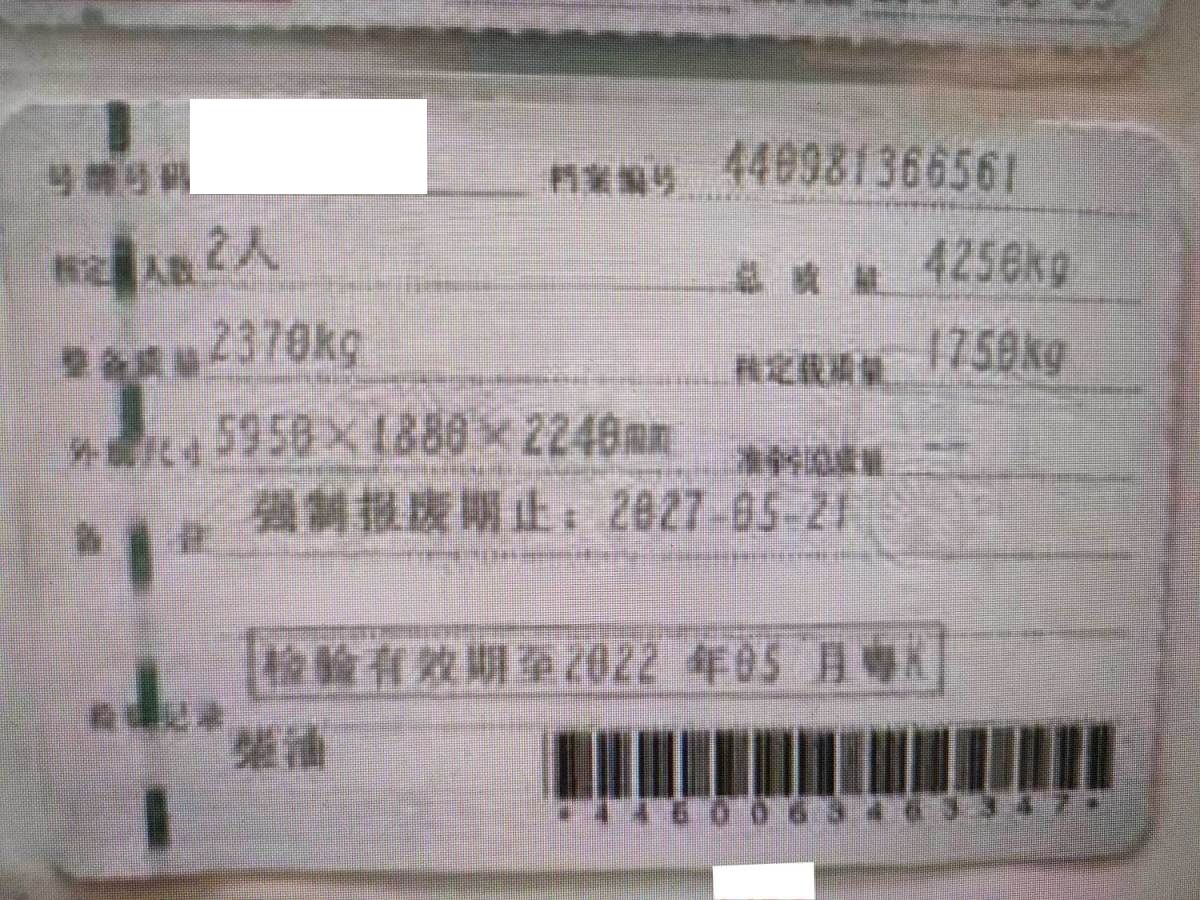 号牌号码 档案编号 440981366561
核定人数 2人 总质量 4250kg
整备质量 2370kg 核定载质量 1750kg
外廓尺寸 5950×1880×2240mm 准牵引总质量 --
备注 强制报废期止：2027-05-21
检验有效期至2022 年05 月粤K
检验记录
柴油
*4460063463347*